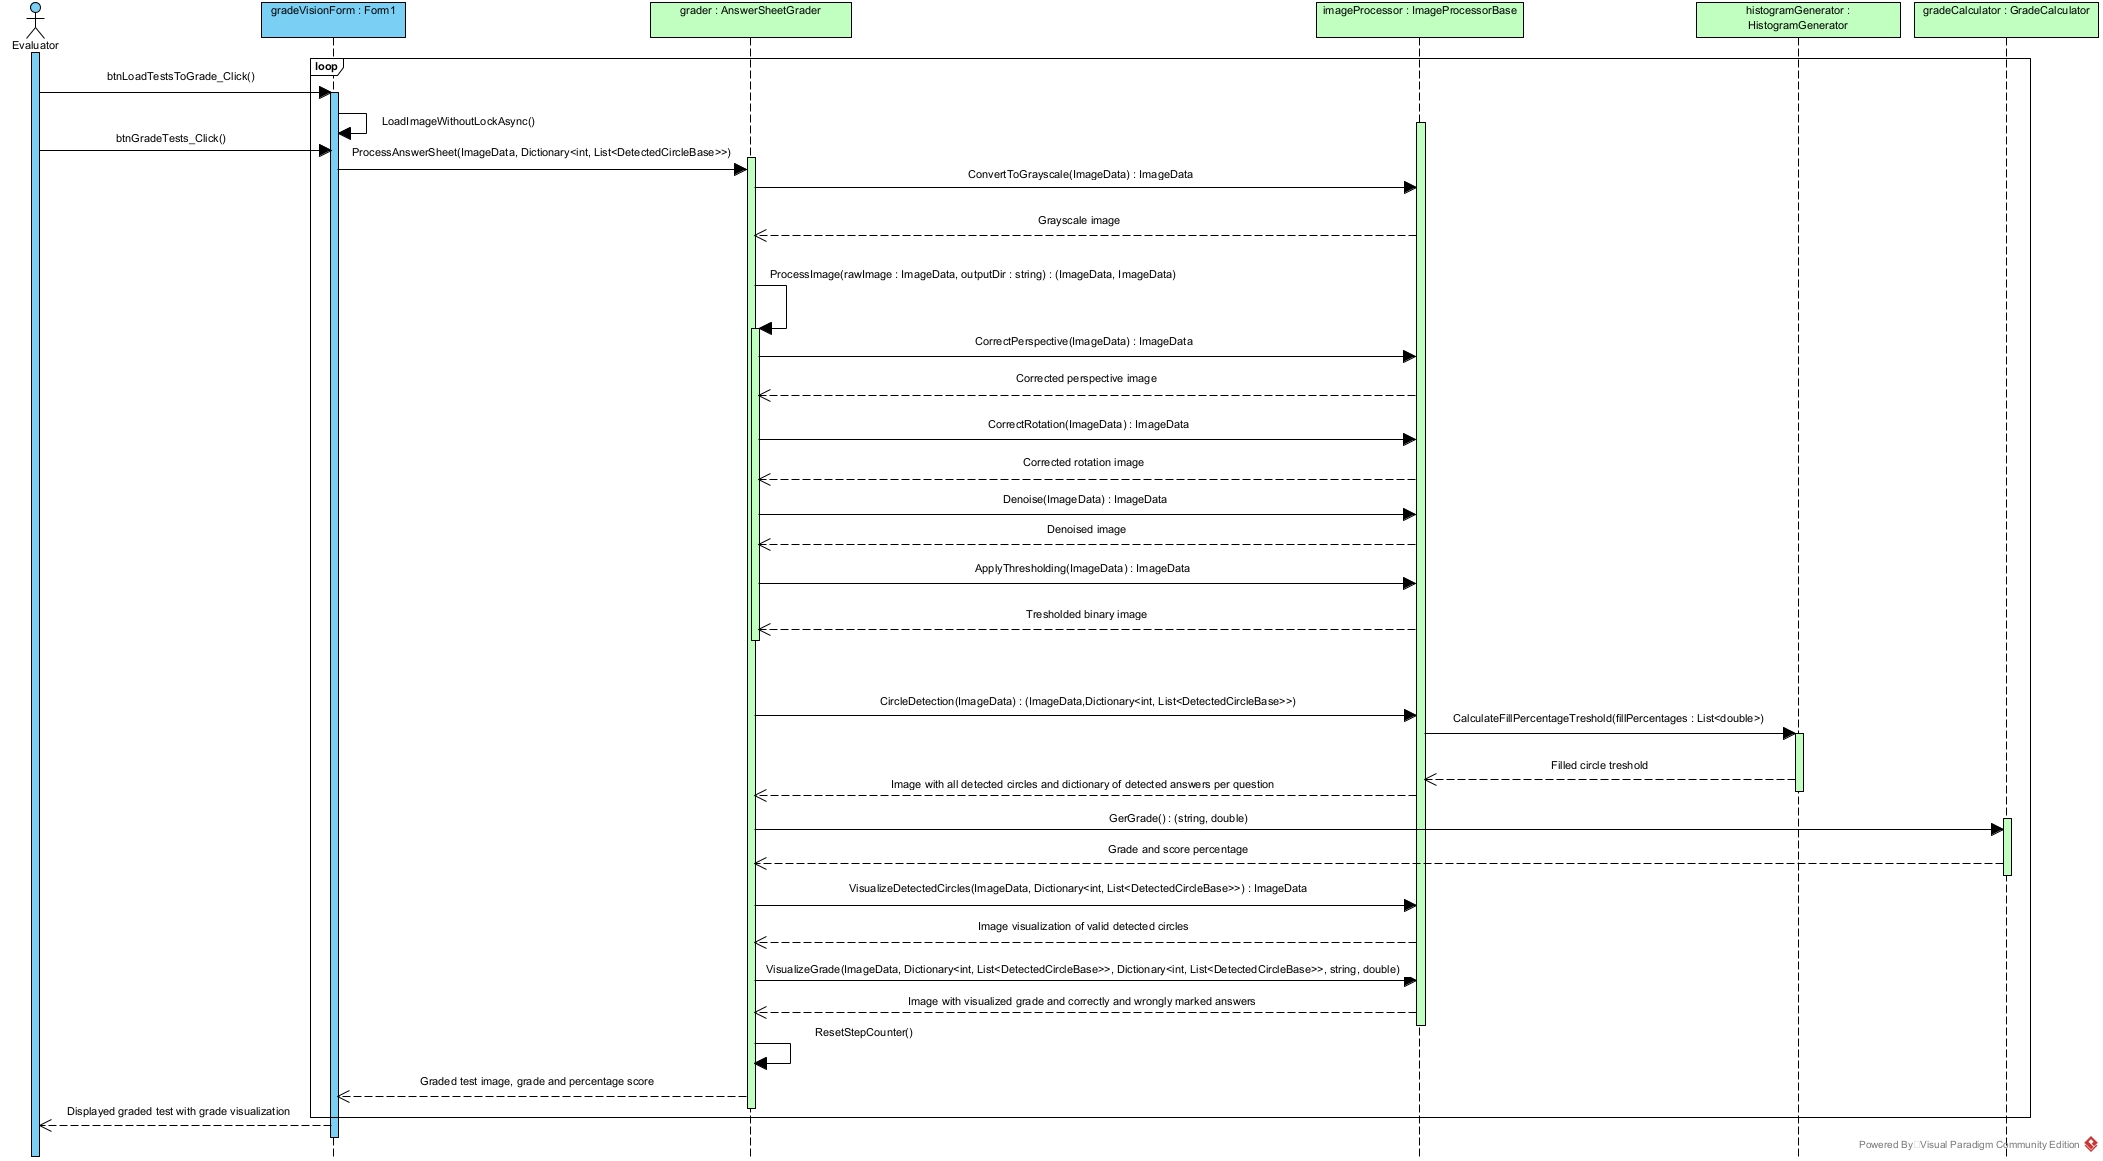 gradeVisionForm : Form1
grader : AnswerSheetGrader
imageProcessor : ImageProcessorBase
histogramGenerator :
HistogramGenerator
gradeCalculator : GradeCalculator
Evaluator
loop
btnLoadTestsToGrade_Click()
LoadImageWithoutLockAsync()
btnGradeTests_Click()
ProcessAnswerSheet(ImageData, Dictionary<int, List<DetectedCircleBase>>)
ConvertToGrayscale(ImageData) : ImageData
Grayscale image
ProcessImage(rawImage : ImageData, outputDir : string) : (ImageData, ImageData)
CorrectPerspective(ImageData) : ImageData
Corrected perspective image
CorrectRotation(ImageData) : ImageData
Corrected rotation image
Denoise(ImageData) : ImageData
Denoised image
ApplyThresholding(ImageData) : ImageData
Tresholded binary image
CircleDetection(ImageData) : (ImageData,Dictionary<int, List<DetectedCircleBase>>)
CalculateFillPercentageTreshold(fillPercentages : List<double>)
Filled circle treshold
Image with all detected circles and dictionary of detected answers per question
GerGrade() : (string, double)
Grade and score percentage
VisualizeDetectedCircles(ImageData, Dictionary<int, List<DetectedCircleBase>>) : ImageData
Image visualization of valid detected circles
VisualizeGrade(ImageData, Dictionary<int, List<DetectedCircleBase>>, Dictionary<int, List<DetectedCircleBase>>, string, double)
Image with visualized grade and correctly and wrongly marked answers
ResetStepCounter()
Graded test image, grade and percentage score
Displayed graded test with grade visualization
Powered By Visual Paradigm Community Edition